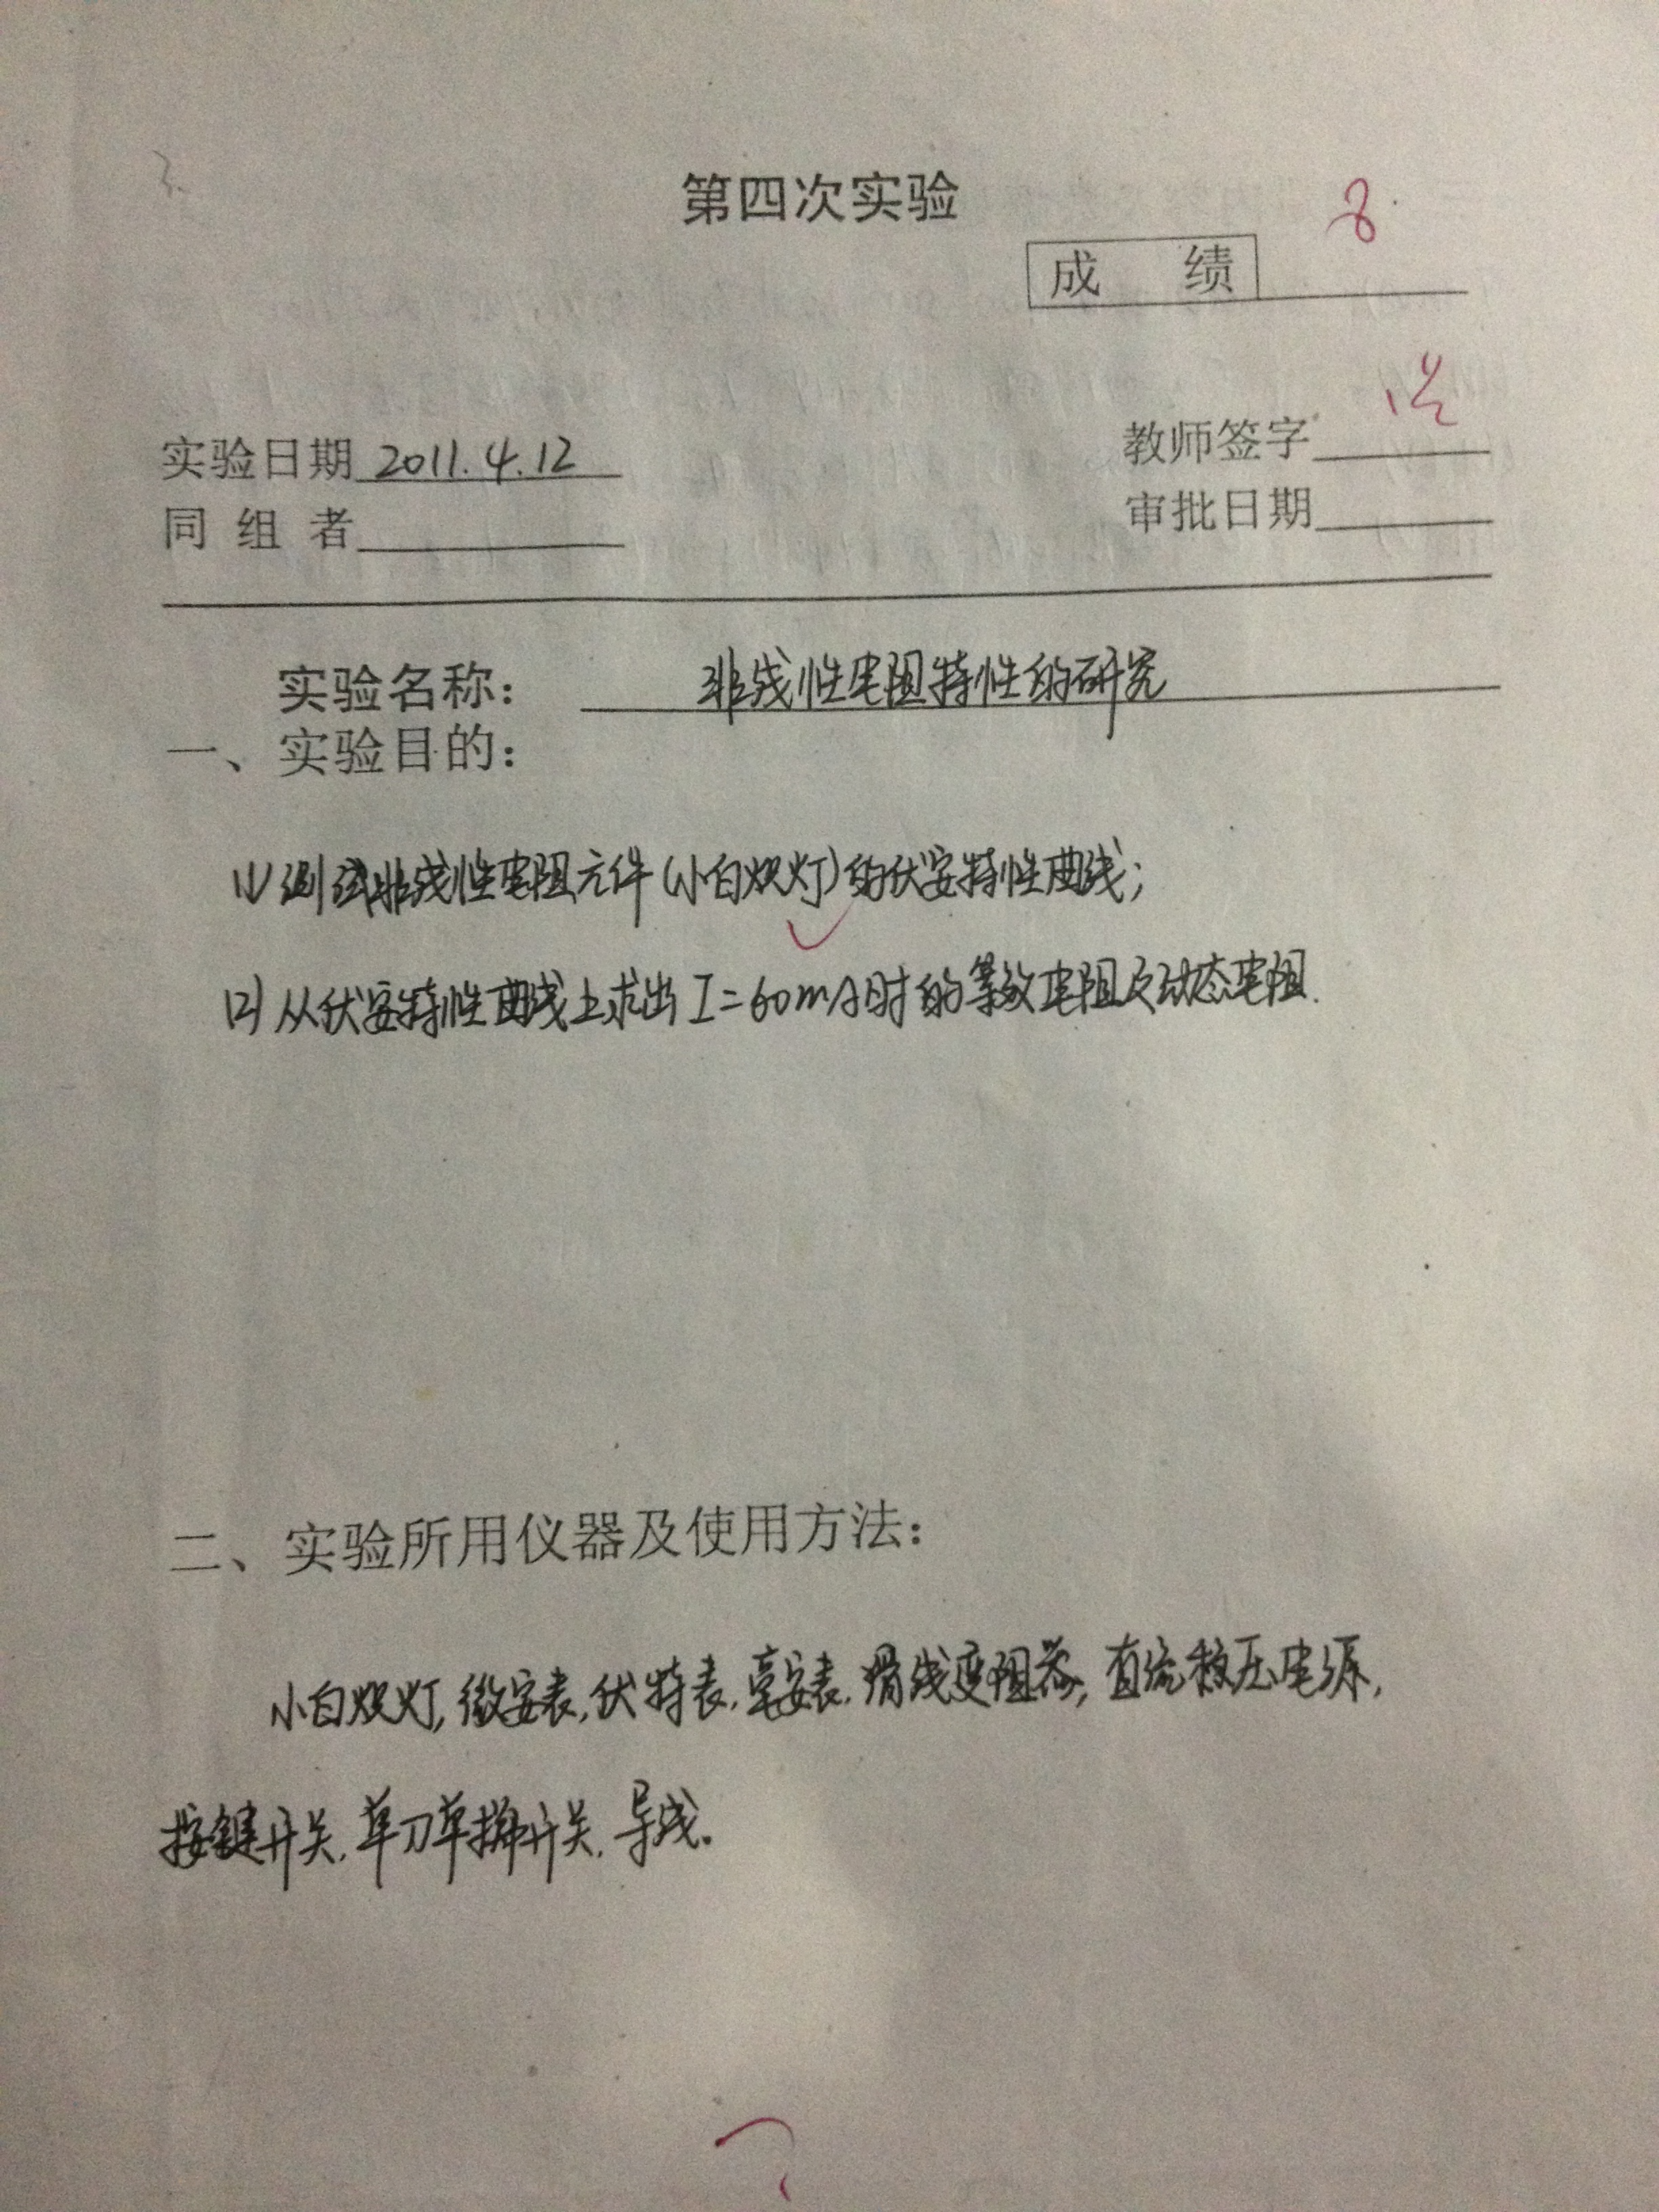 第四次实验
8.
成 绩
实验日期 2011.4.12
教师签字
同 组 者
审批日期
实验名称: 非线性电阻特性的研究
一、实验目的:
(1) 测试非线性电阻元件(小白炽灯)的伏安特性曲线;
(2) 从伏安特性曲线上求出 I=60mA时的等效电阻及动态电阻.
二、实验所用仪器及使用方法:
小白炽灯, 微安表, 伏特表, 毫安表, 滑线变阻器, 直流稳压电源,
按键开关, 单刀单掷开关, 导线。